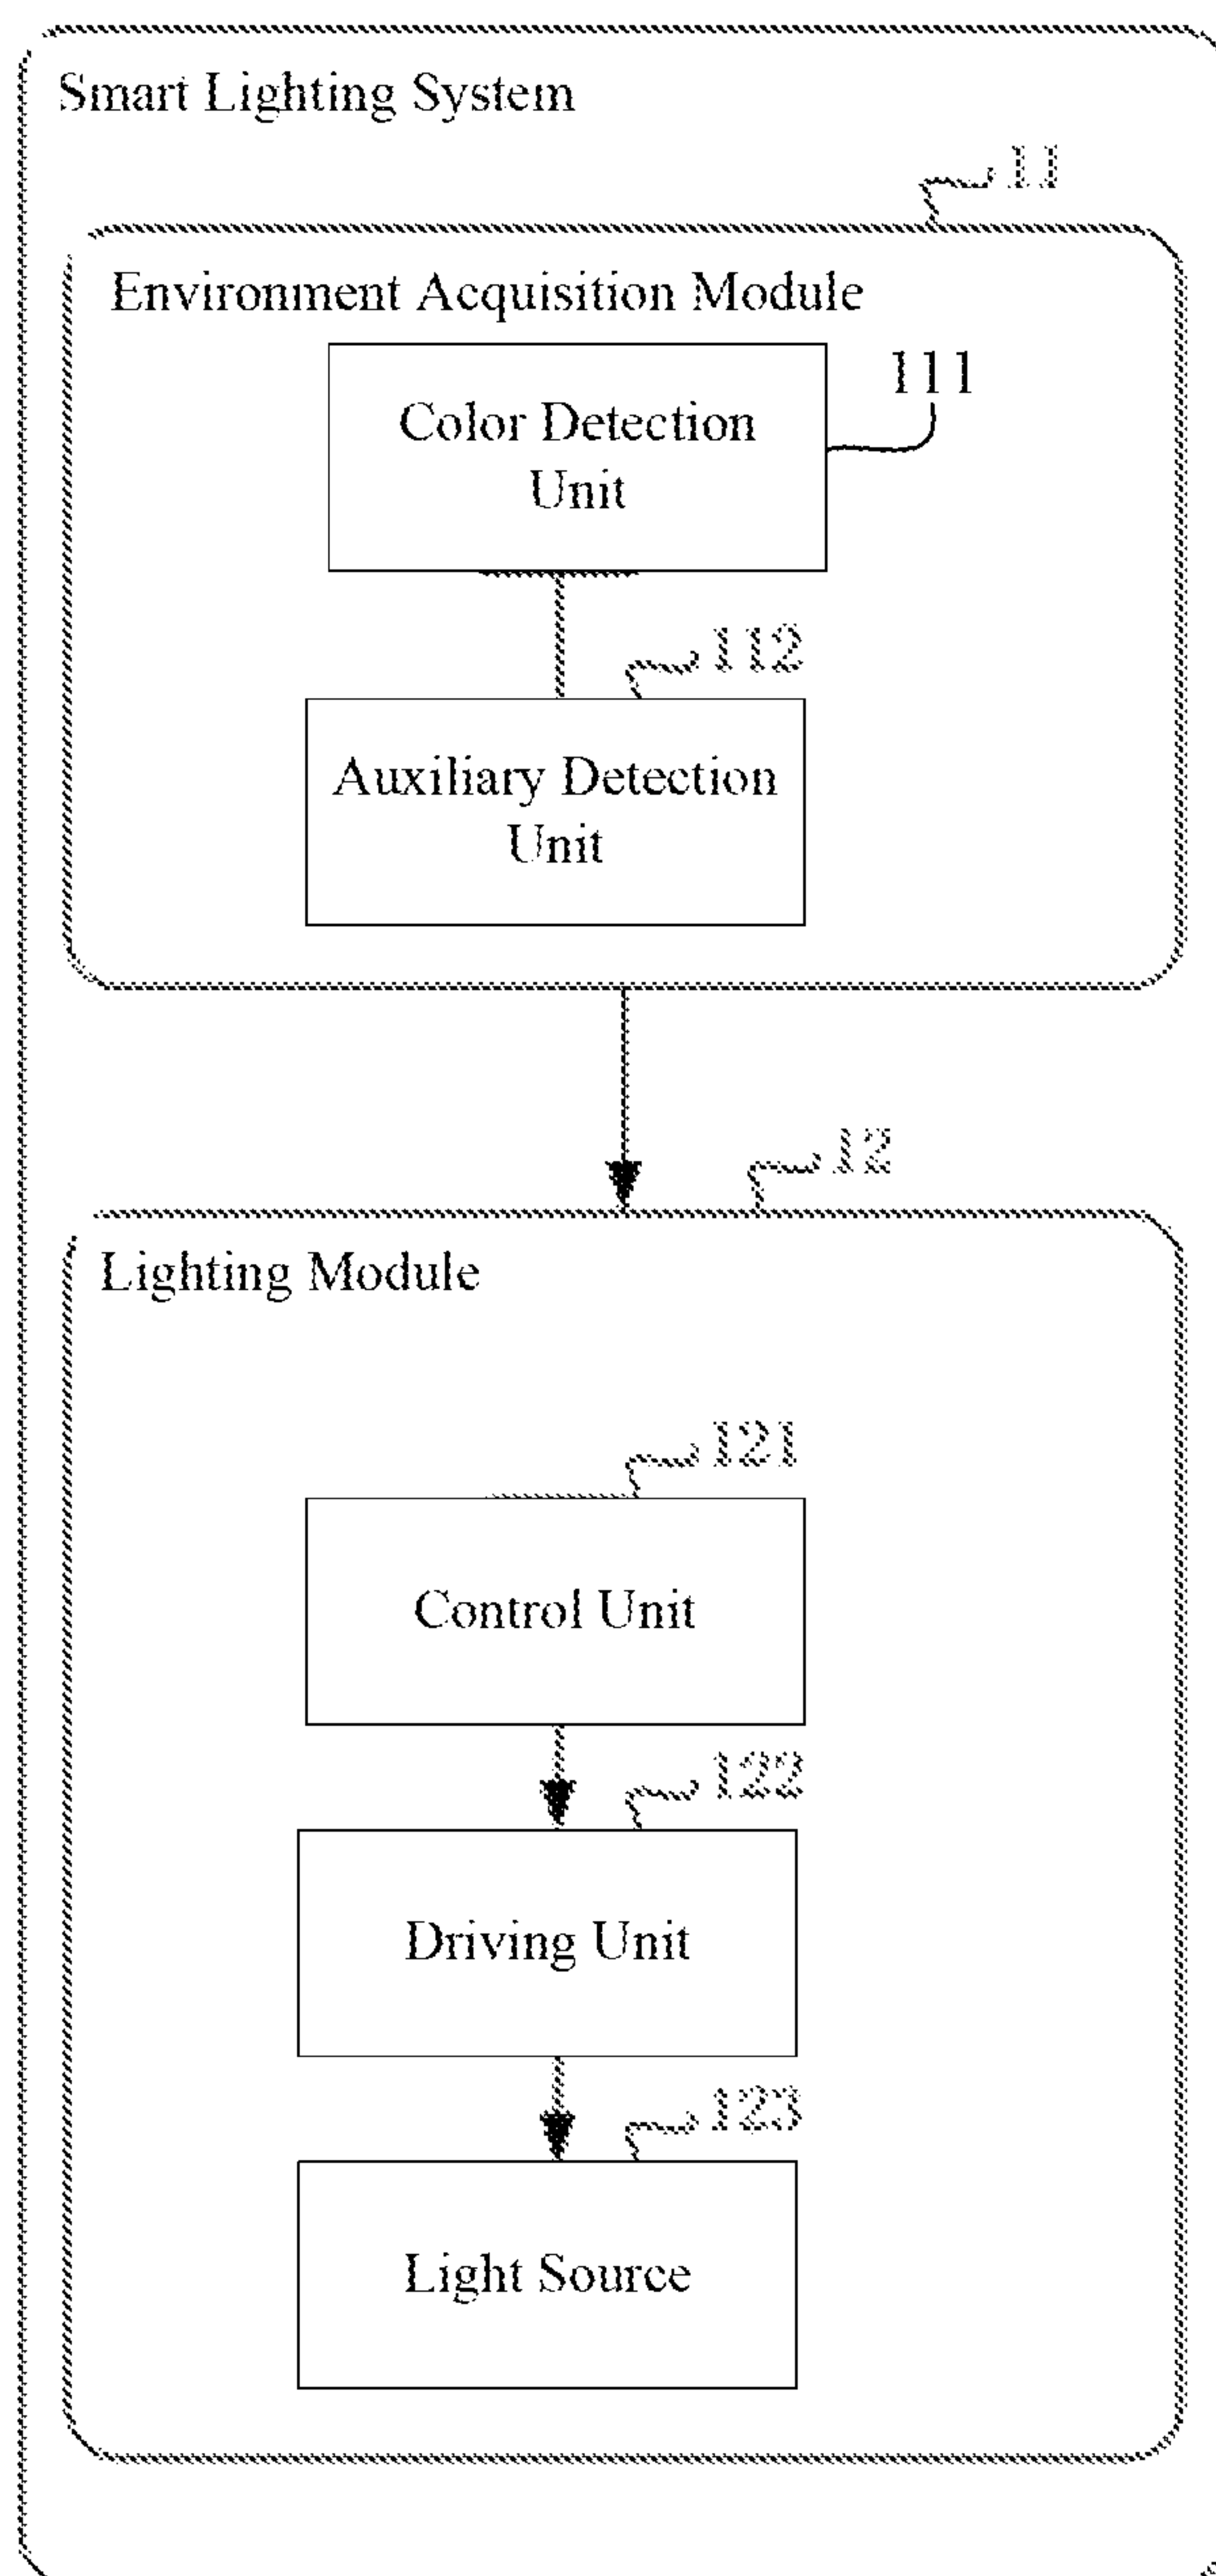 Smart Lighting System
11
Environment Acquisition Module
111
Color Detection
Unit
112
Auxiliary Detection
Unit
12
Lighting Module
121
Control Unit
122
Driving Unit
123
Light Source